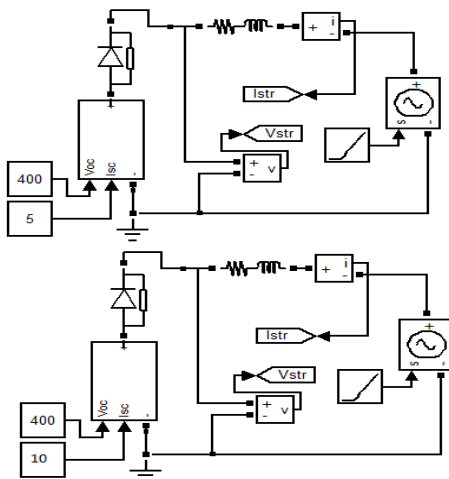 + i
-
Istr
+
Vstr
s -
+
+
- v
400
Voc Isc -
5
+ i
-
Istr
+
Vstr
s -
+
+
- v
400
Voc Isc -
10